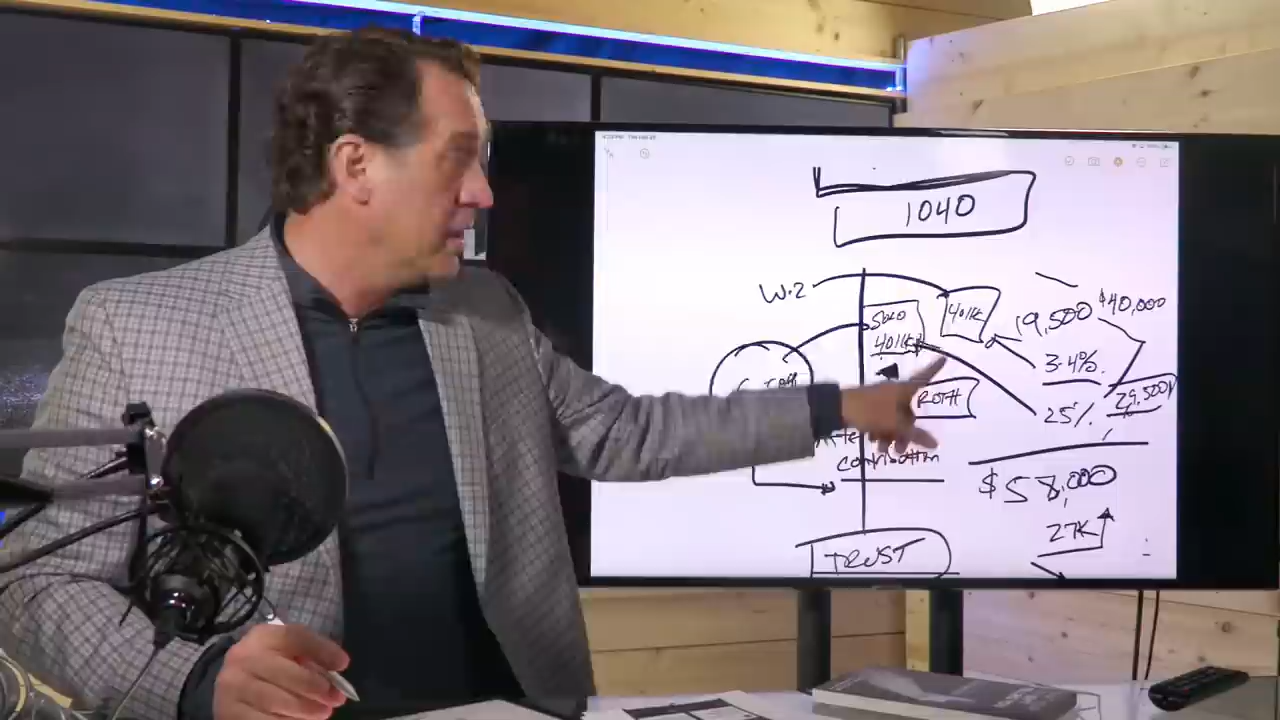 1040
W-2
SOLO
401K
401K
19,500
$40,000
3-4%
25%
29,500
ROTH
contribution
$58,000
27K
TRUST